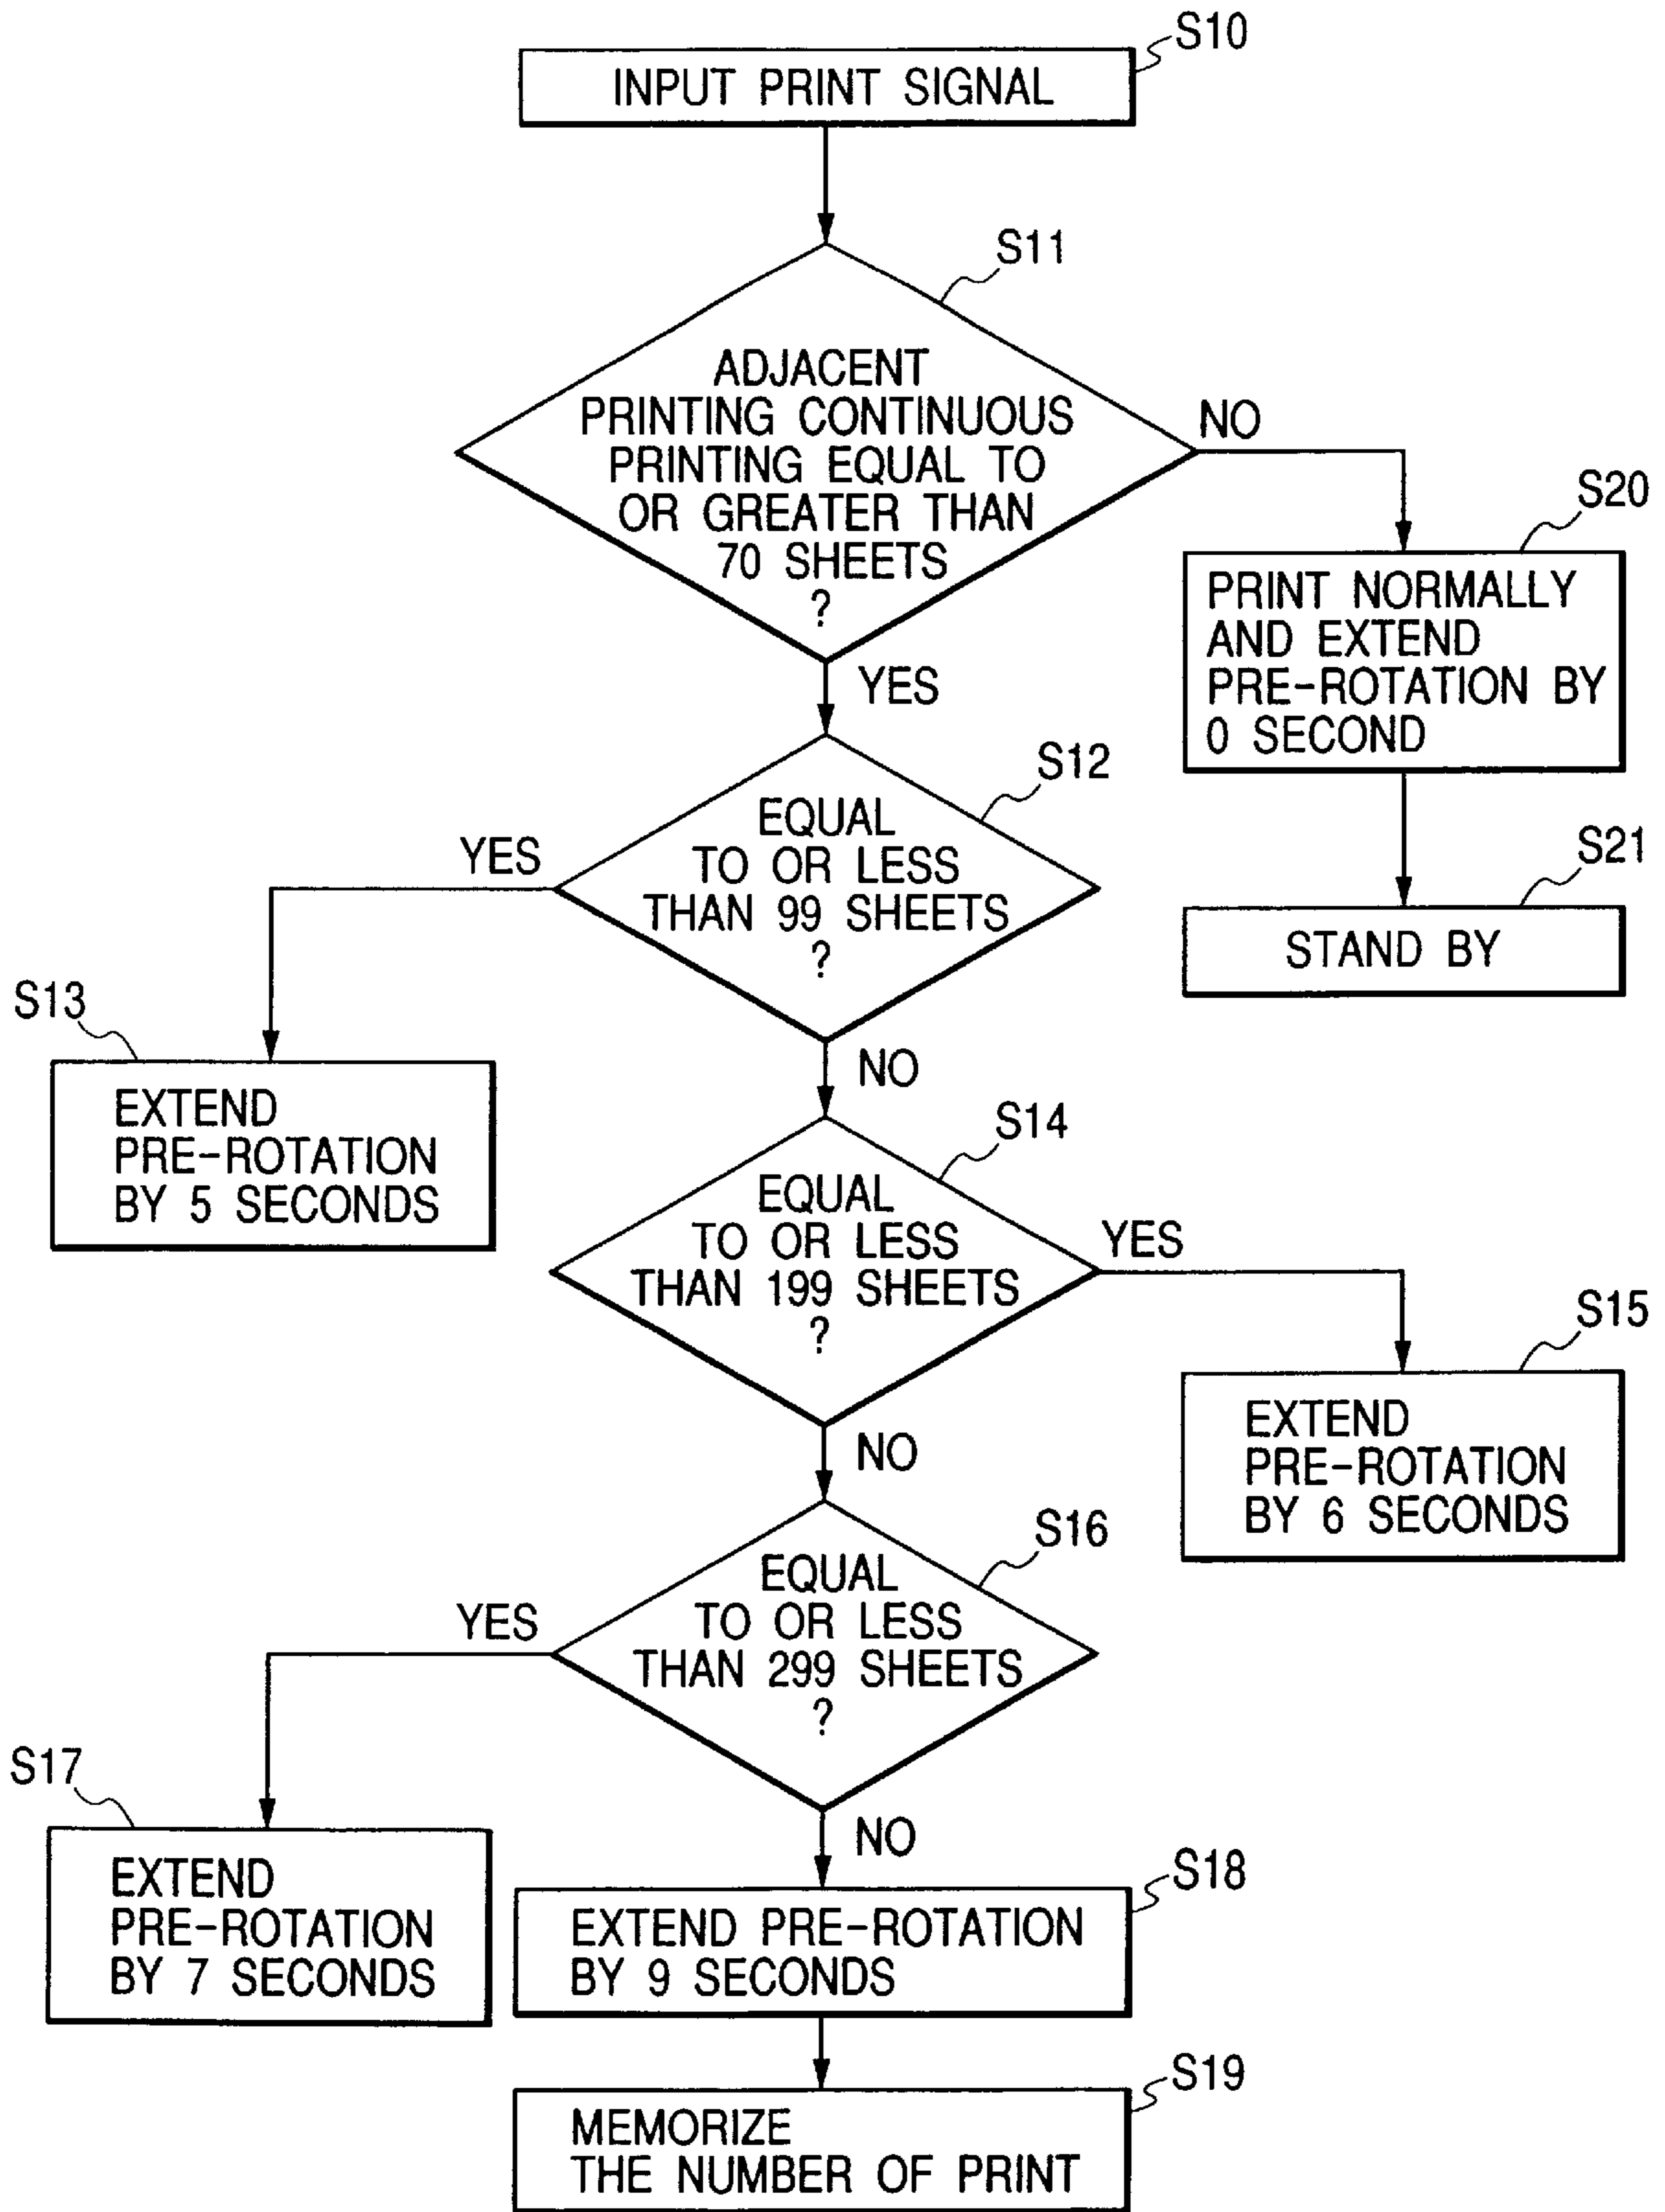 S10
INPUT PRINT SIGNAL
S11
ADJACENT
PRINTING CONTINUOUS
PRINTING EQUAL TO
OR GREATER THAN
70 SHEETS
?
NO
S20
PRINT NORMALLY
AND EXTEND
PRE-ROTATION BY
0 SECOND
YES
S12
EQUAL
TO OR LESS
THAN 99 SHEETS
?
YES
S21
STAND BY
S13
EXTEND
PRE-ROTATION
BY 5 SECONDS
NO
S14
EQUAL
TO OR LESS
THAN 199 SHEETS
?
YES
S15
EXTEND
PRE-ROTATION
BY 6 SECONDS
NO
S16
EQUAL
TO OR LESS
THAN 299 SHEETS
?
YES
S17
EXTEND
PRE-ROTATION
BY 7 SECONDS
NO
S18
EXTEND PRE-ROTATION
BY 9 SECONDS
S19
MEMORIZE
THE NUMBER OF PRINT